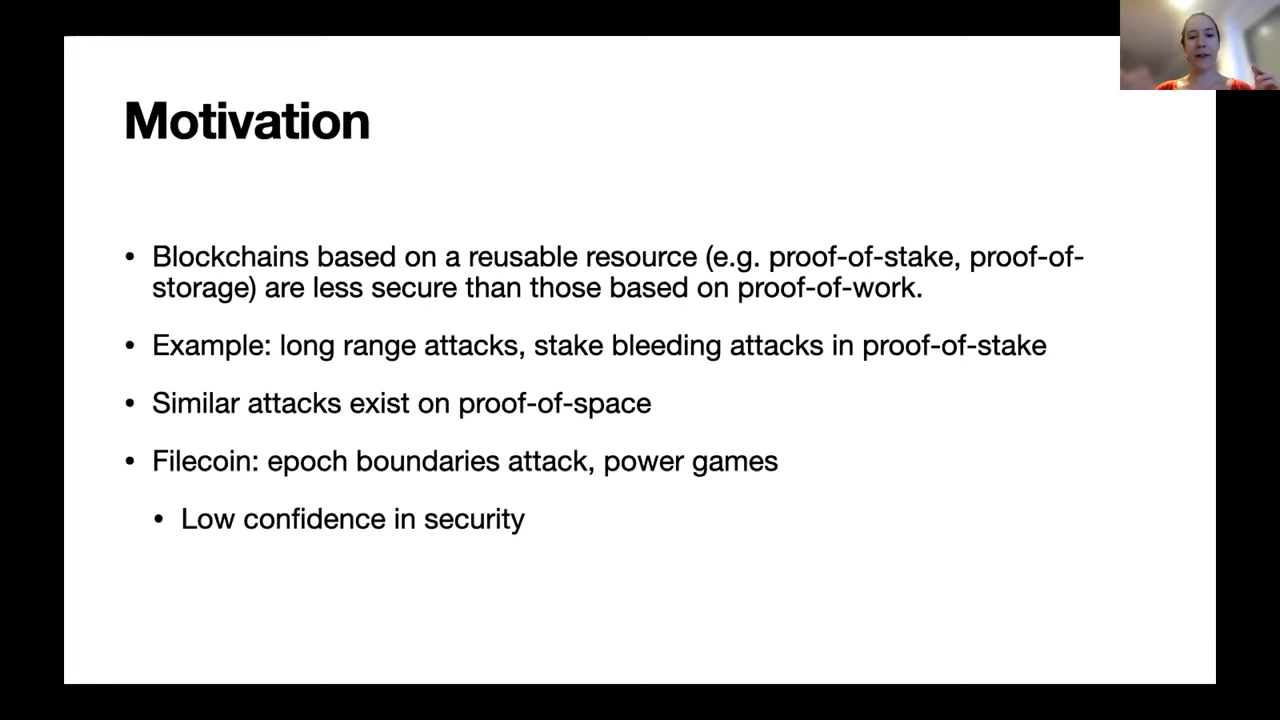 Motivation
• Blockchains based on a reusable resource (e.g. proof-of-stake, proof-of-
storage) are less secure than those based on proof-of-work.
• Example: long range attacks, stake bleeding attacks in proof-of-stake
• Similar attacks exist on proof-of-space
• Filecoin: epoch boundaries attack, power games
• Low confidence in security